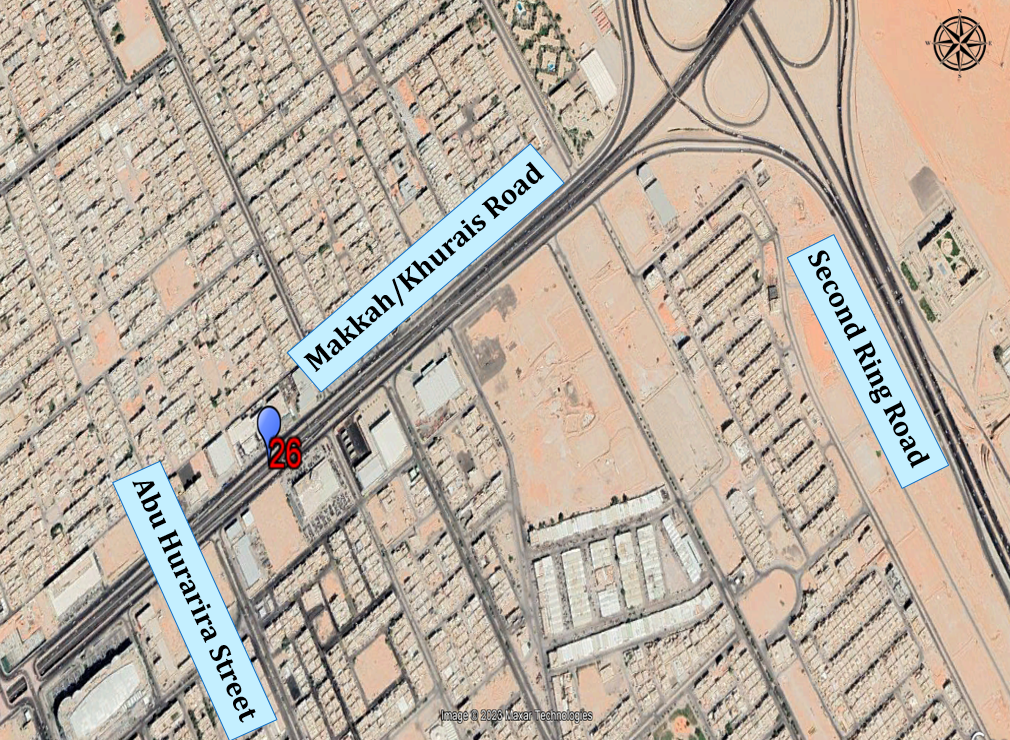 N
W
E
S
Makkah/Khurais Road
Second Ring Road
26
Abu Hurarira Street
Image © 2023 Maxar Technologies